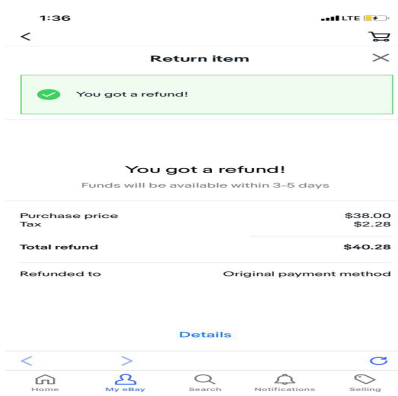 1:36
LTE
Return item
You got a refund!
You got a refund!
Funds will be available within 3-5 days
Purchase price $38.00
Tax $2.28
Total refund $40.28
Refunded to Original payment method
Details
Home My eBay Search Notifications Selling